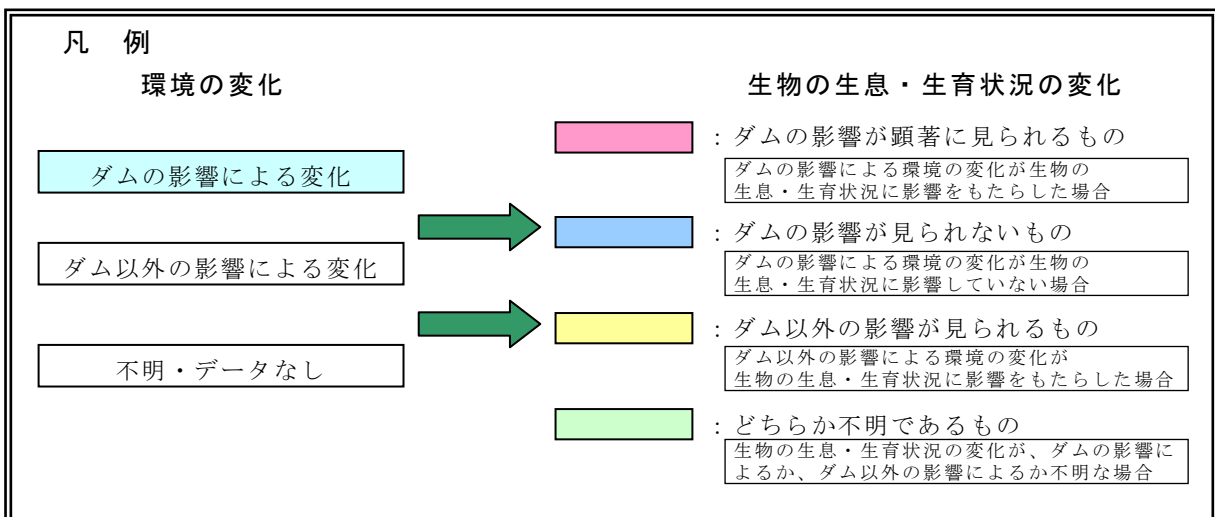 凡 例
環境の変化
ダムの影響による変化
ダム以外の影響による変化
不明・データなし
生物の生息・生育状況の変化
：ダムの影響が顕著に見られるもの
ダムの影響による環境の変化が生物の
生息・生育状況に影響をもたらした場合
：ダムの影響が見られないもの
ダムの影響による環境の変化が生物の
生息・生育状況に影響していない場合
：ダム以外の影響が見られるもの
ダム以外の影響による環境の変化が
生物の生息・生育状況に影響をもたらした場合
：どちらか不明であるもの
生物の生息・生育状況の変化が、ダムの影響に
よるか、ダム以外の影響によるか不明な場合